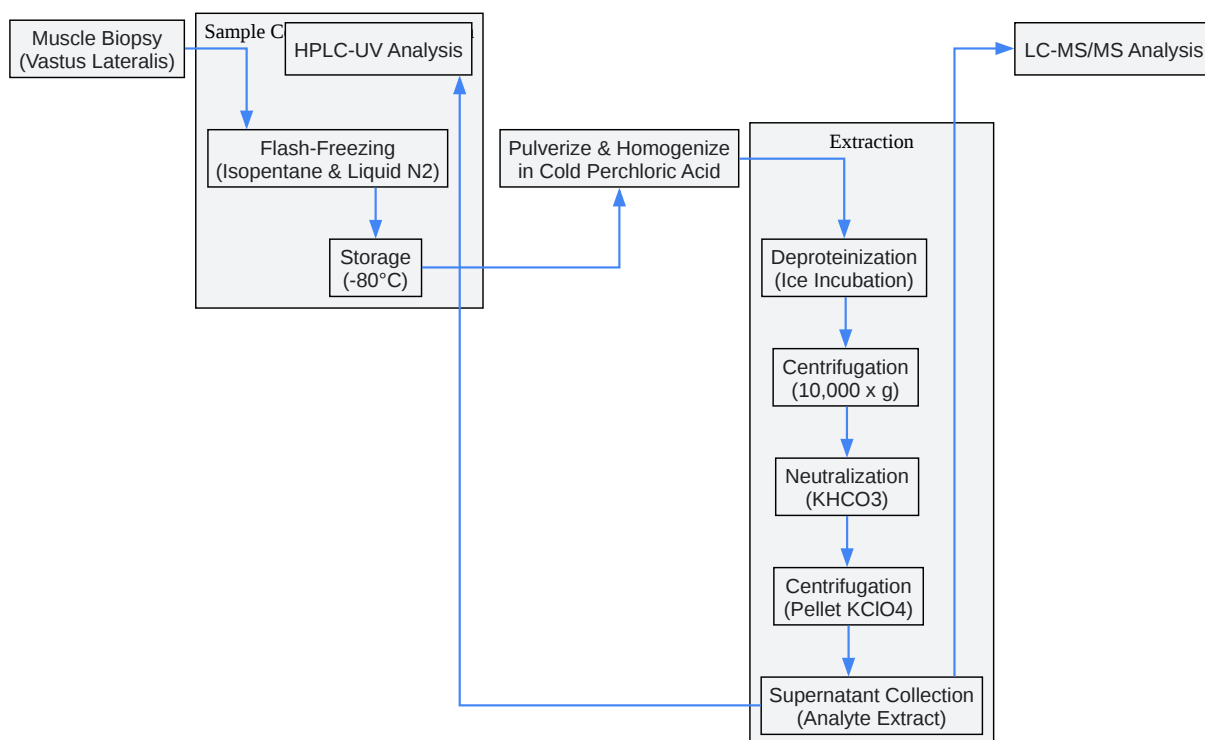 Muscle Biopsy
(Vastus Lateralis)
Sample C
HPLC-UV Analysis
LC-MS/MS Analysis
Flash-Freezing
(Isopentane & Liquid N2)
Storage
(-80°C)
Pulverize & Homogenize
in Cold Perchloric Acid
Extraction
Deproteinization
(Ice Incubation)
Centrifugation
(10,000 x g)
Neutralization
(KHCO3)
Centrifugation
(Pellet KClO4)
Supernatant Collection
(Analyte Extract)